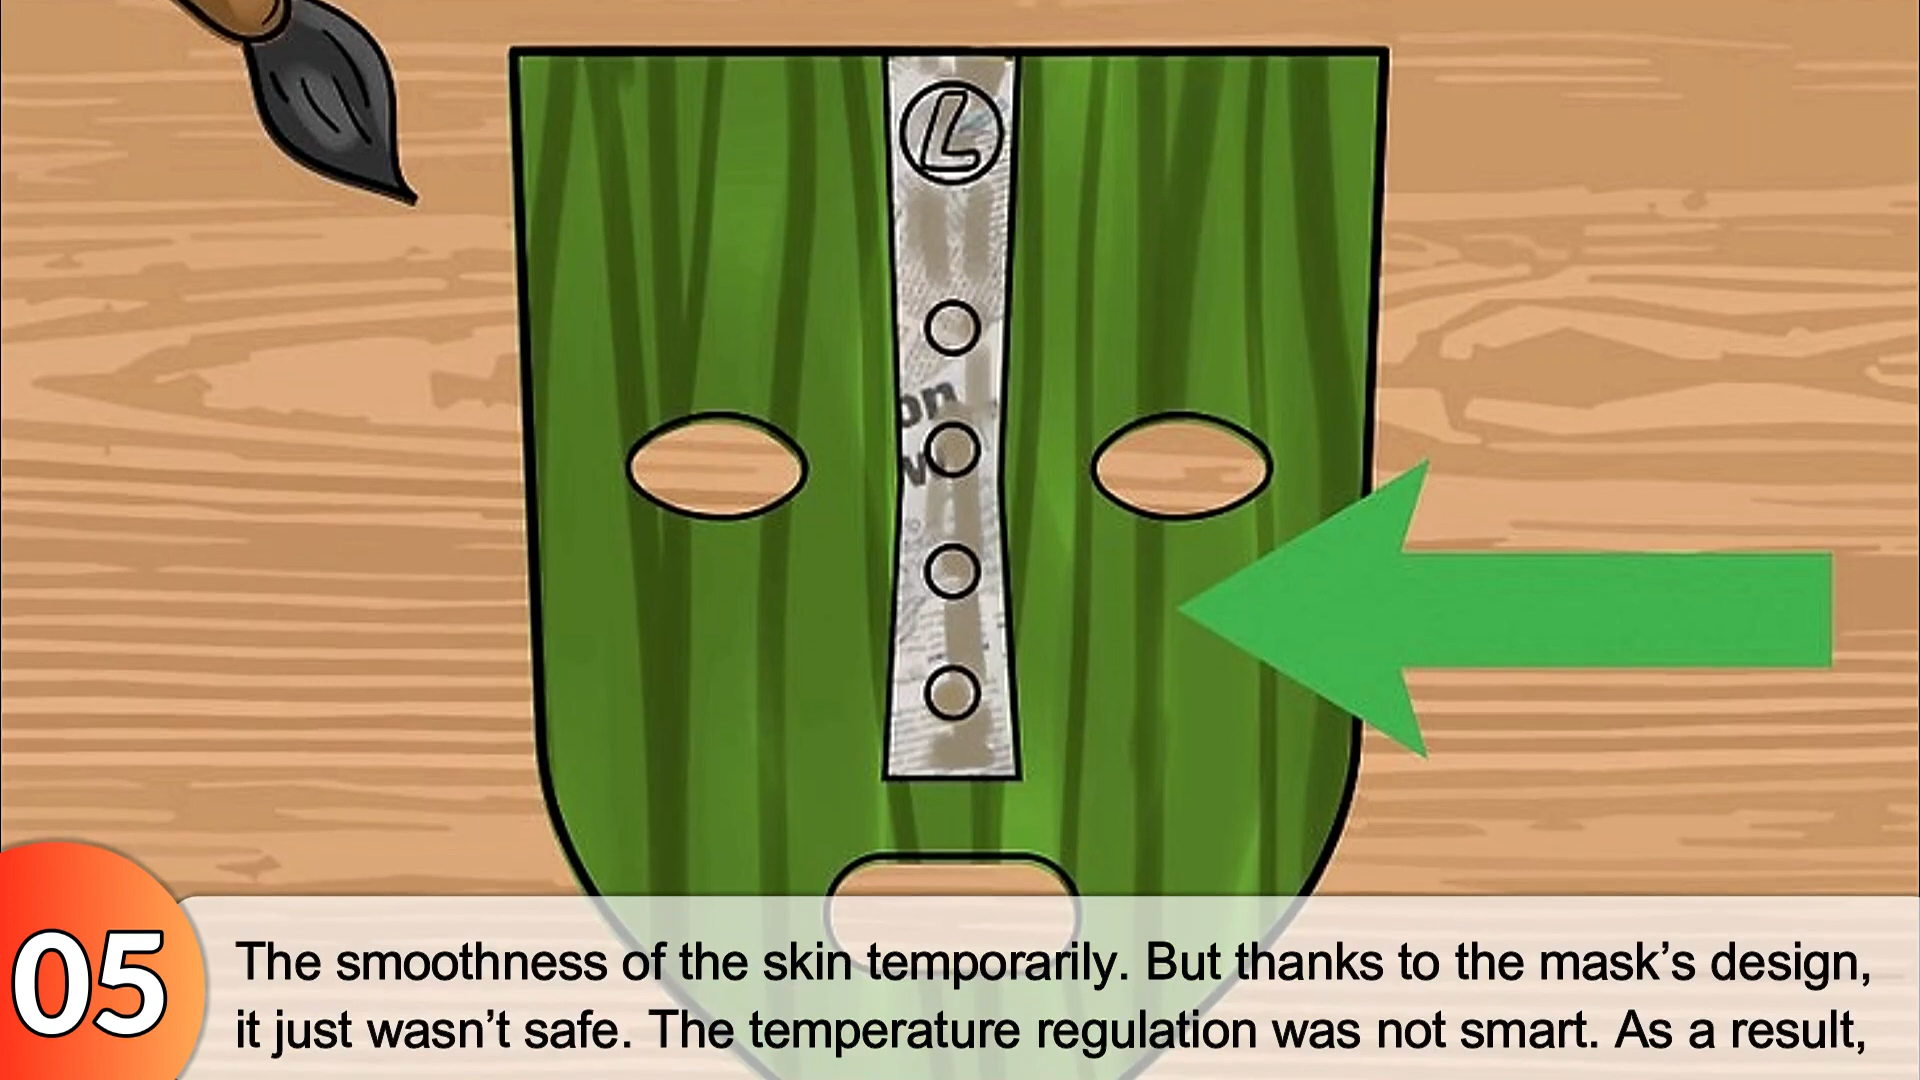 L
on
05
The smoothness of the skin temporarily. But thanks to the mask’s design,
it just wasn’t safe. The temperature regulation was not smart. As a result,